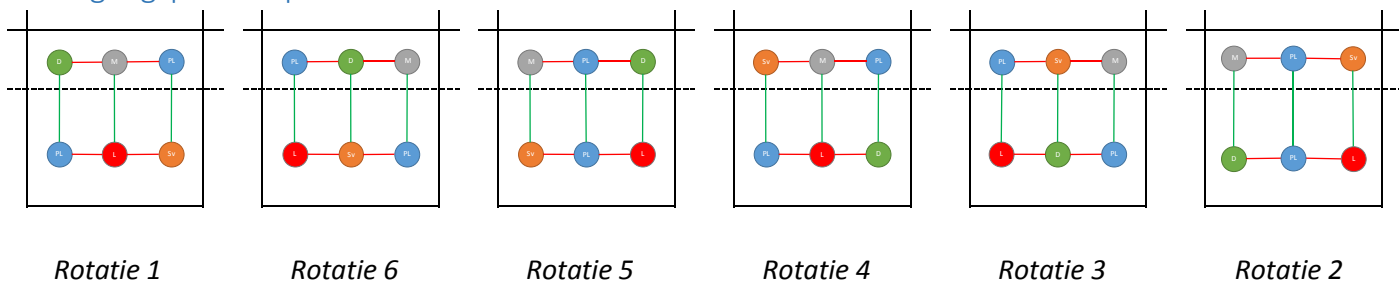 D M PL PL D M M PL D Sv M PL PL Sv M M PL Sv
PL L Sv L Sv PL Sv PL L PL L D L D PL D PL L
Rotatie 1 Rotatie 6 Rotatie 5 Rotatie 4 Rotatie 3 Rotatie 2